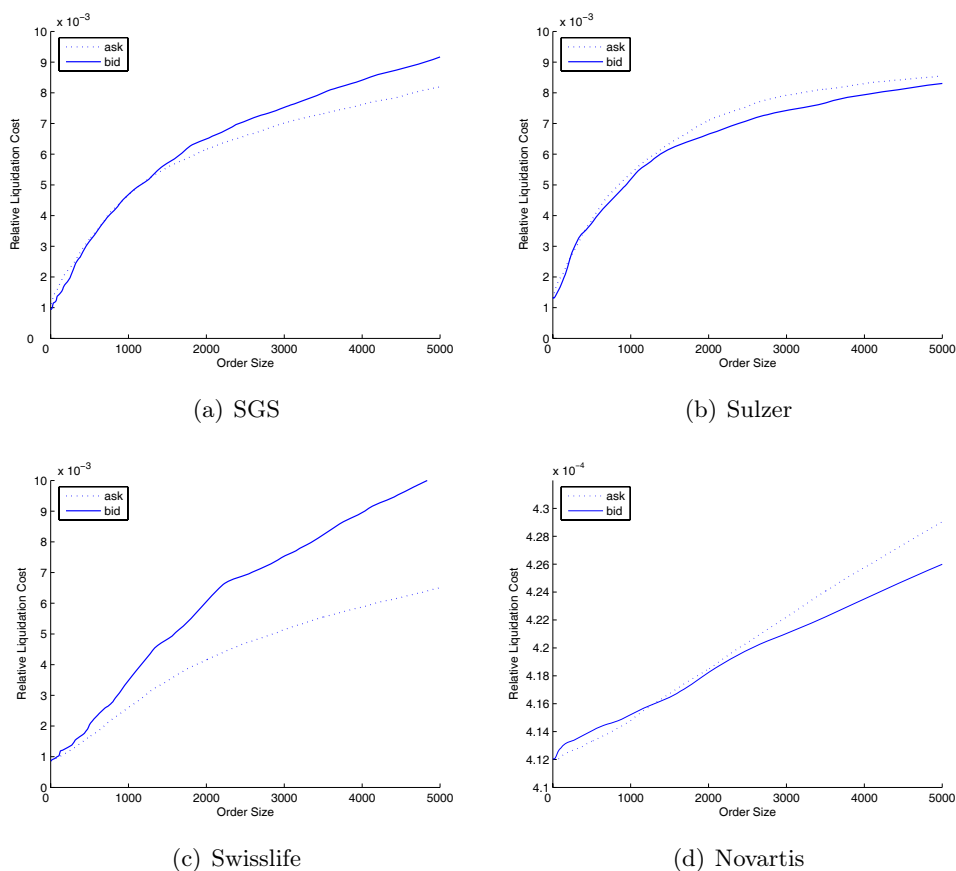 x 10⁻³
10
9
8
7
6
5
4
3
2
1
0
ask
bid
Relative Liquidation Cost
0 1000 2000 3000 4000 5000
Order Size
(a) SGS
x 10⁻³
10
9
8
7
6
5
4
3
2
1
0
ask
bid
Relative Liquidation Cost
0 1000 2000 3000 4000 5000
Order Size
(b) Sulzer
x 10⁻³
10
9
8
7
6
5
4
3
2
1
0
ask
bid
Relative Liquidation Cost
0 1000 2000 3000 4000 5000
Order Size
(c) Swisslife
x 10⁻⁴
4.3
4.28
4.26
4.24
4.22
4.2
4.18
4.16
4.14
4.12
4.1
ask
bid
Relative Liquidation Cost
0 1000 2000 3000 4000 5000
Order Size
(d) Novartis